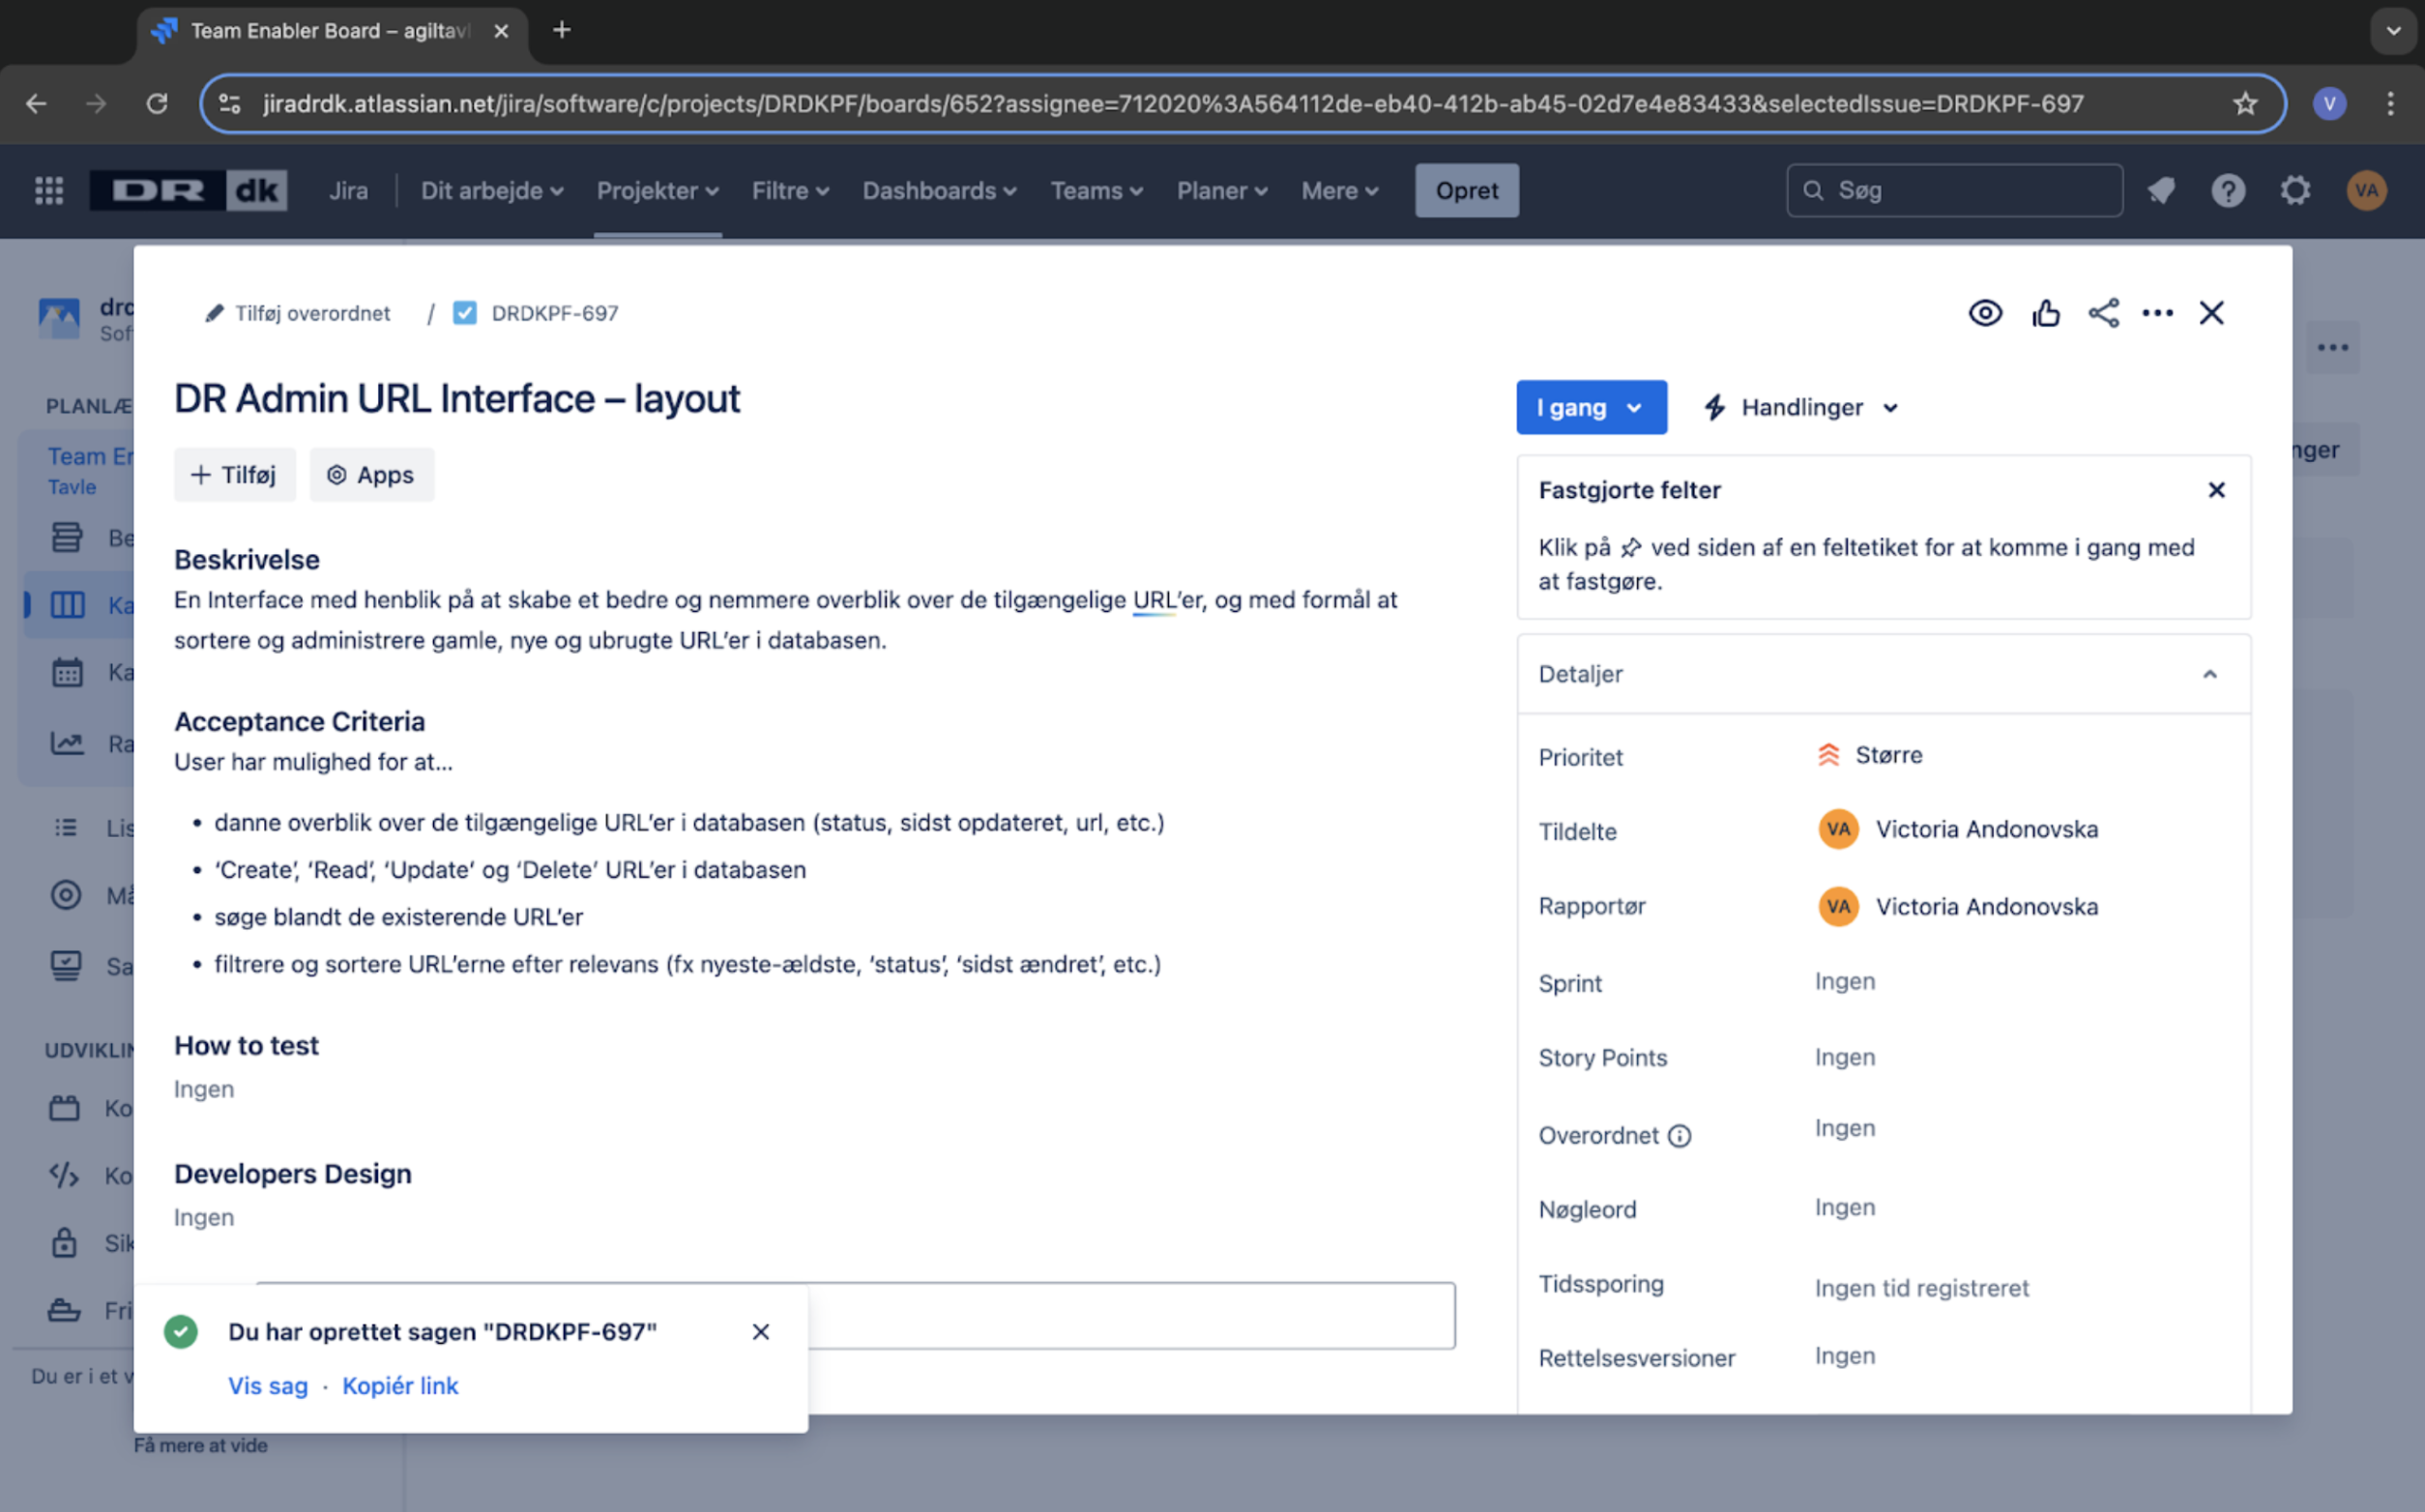 Team Enabler Board – agiltavl
jiradrdk.atlassian.net/jira/software/c/projects/DRDKPF/boards/652?assignee=712020%3A564112de-eb40-412b-ab45-02d7e4e83433&selectedIssue=DRDKPF-697
V
DR dk Jira Dit arbejde Projekter Filtre Dashboards Teams Planer Mere Opret Søg VA
Tilføj overordnet / DRDKPF-697
DR Admin URL Interface – layout
+ Tilføj Apps
Beskrivelse
En Interface med henblik på at skabe et bedre og nemmere overblik over de tilgængelige URL’er, og med formål at
sortere og administrere gamle, nye og ubrugte URL’er i databasen.
Acceptance Criteria
User har mulighed for at…
• danne overblik over de tilgængelige URL’er i databasen (status, sidst opdateret, url, etc.)
• ‘Create’, ‘Read’, ‘Update‘ og ‘Delete’ URL’er i databasen
• søge blandt de existerende URL’er
• filtrere og sortere URL’erne efter relevans (fx nyeste-ældste, ‘status’, ‘sidst ændret’, etc.)
How to test
Ingen
Developers Design
Ingen
I gang Handlinger
Fastgjorte felter
Klik på ved siden af en feltetiket for at komme i gang med
at fastgøre.
Detaljer
Prioritet Større
Tildelte VA Victoria Andonovska
Rapportør VA Victoria Andonovska
Sprint Ingen
Story Points Ingen
Overordnet Ingen
Nøgleord Ingen
Tidssporing Ingen tid registreret
Rettelsesversioner Ingen
drd
Sof
PLANLÆ
Team En
Tavle
Be
Ka
Ka
Ra
Lis
Må
Sa
UDVIKLIN
Ko
Ko
Sik
Fri
Du er i et v
Få mere at vide
nger
Du har oprettet sagen "DRDKPF-697"
Vis sag · Kopiér link